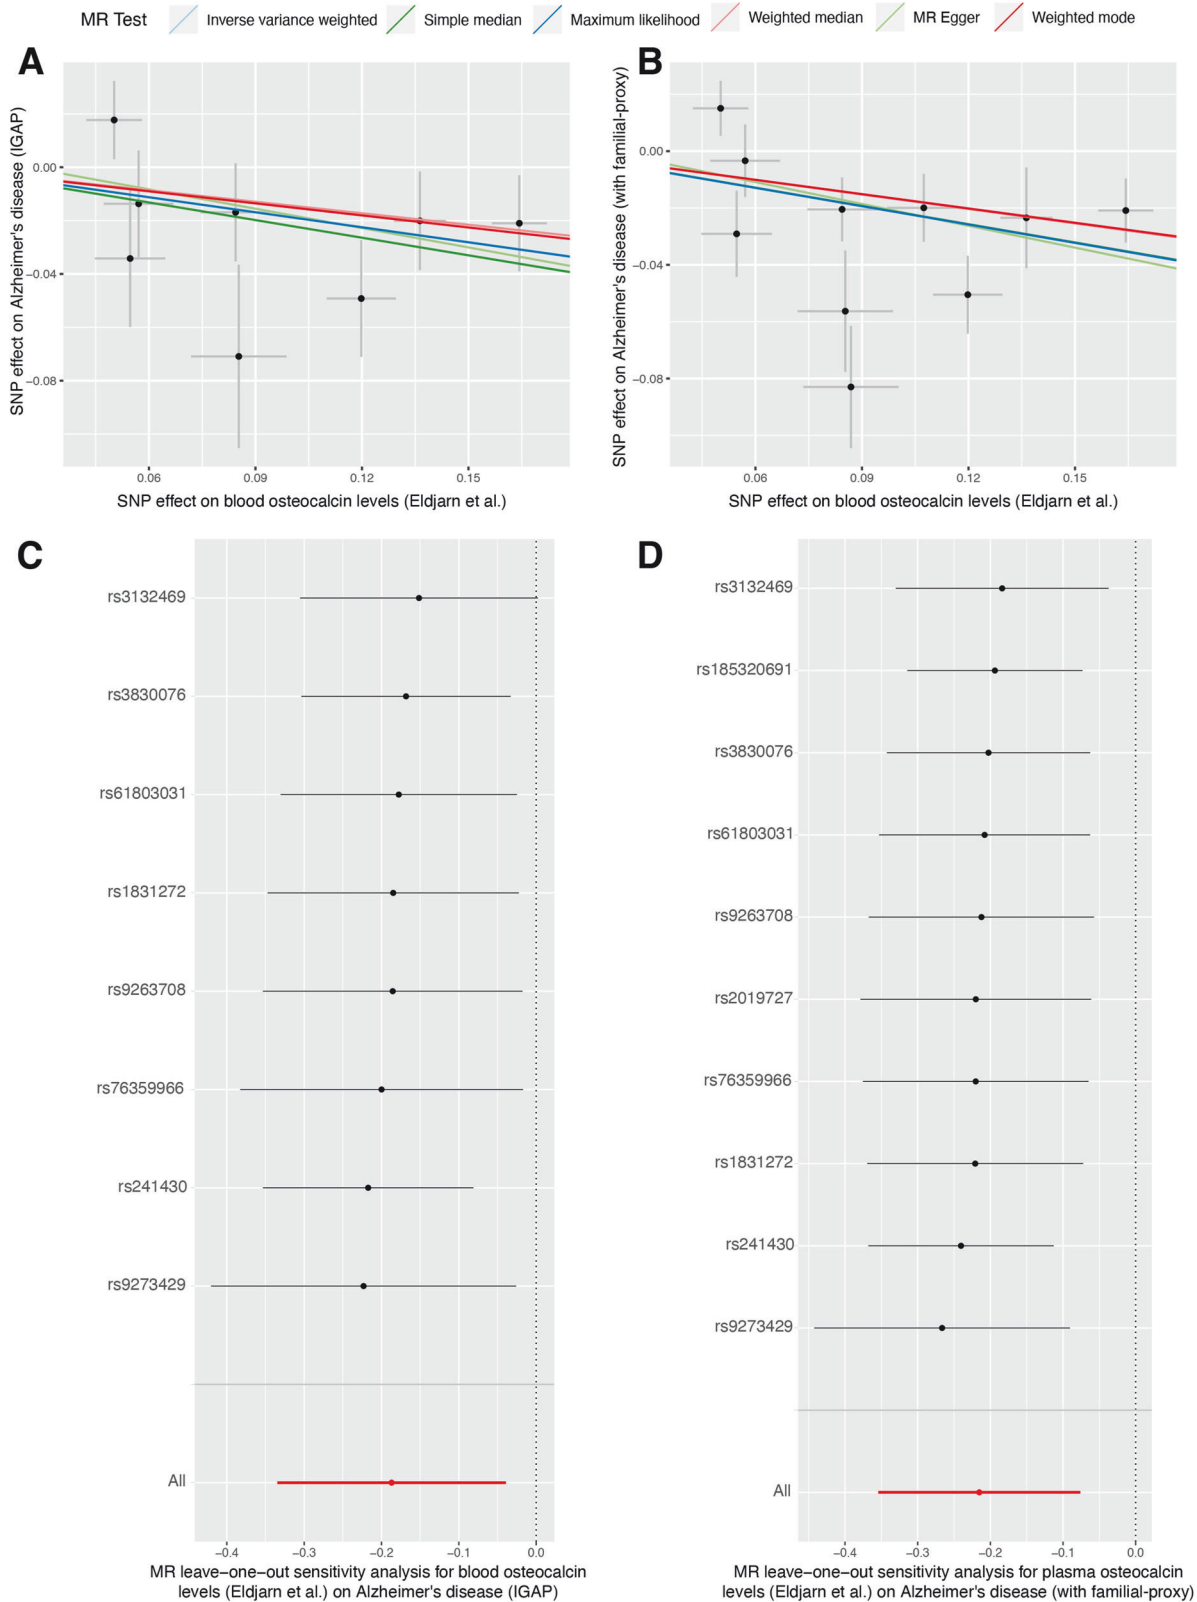 MR Test Inverse variance weighted Simple median Maximum likelihood Weighted median MR Egger Weighted mode
A
SNP effect on Alzheimer's disease (IGAP)
0.00
−0.04
−0.08
0.06 0.09 0.12 0.15
SNP effect on blood osteocalcin levels (Eldjarn et al.)
B
SNP effect on Alzheimer's disease (with familial−proxy)
0.00
−0.04
−0.08
0.06 0.09 0.12 0.15
SNP effect on blood osteocalcin levels (Eldjarn et al.)
C
rs3132469
rs3830076
rs61803031
rs1831272
rs9263708
rs76359966
rs241430
rs9273429
All
−0.4 −0.3 −0.2 −0.1 0.0
MR leave−one−out sensitivity analysis for blood osteocalcin
levels (Eldjarn et al.) on Alzheimer's disease (IGAP)
D
rs3132469
rs185320691
rs3830076
rs61803031
rs9263708
rs2019727
rs76359966
rs1831272
rs241430
rs9273429
All
−0.4 −0.3 −0.2 −0.1 0.0
MR leave−one−out sensitivity analysis for plasma osteocalcin
levels (Eldjarn et al.) on Alzheimer's disease (with familial−proxy)